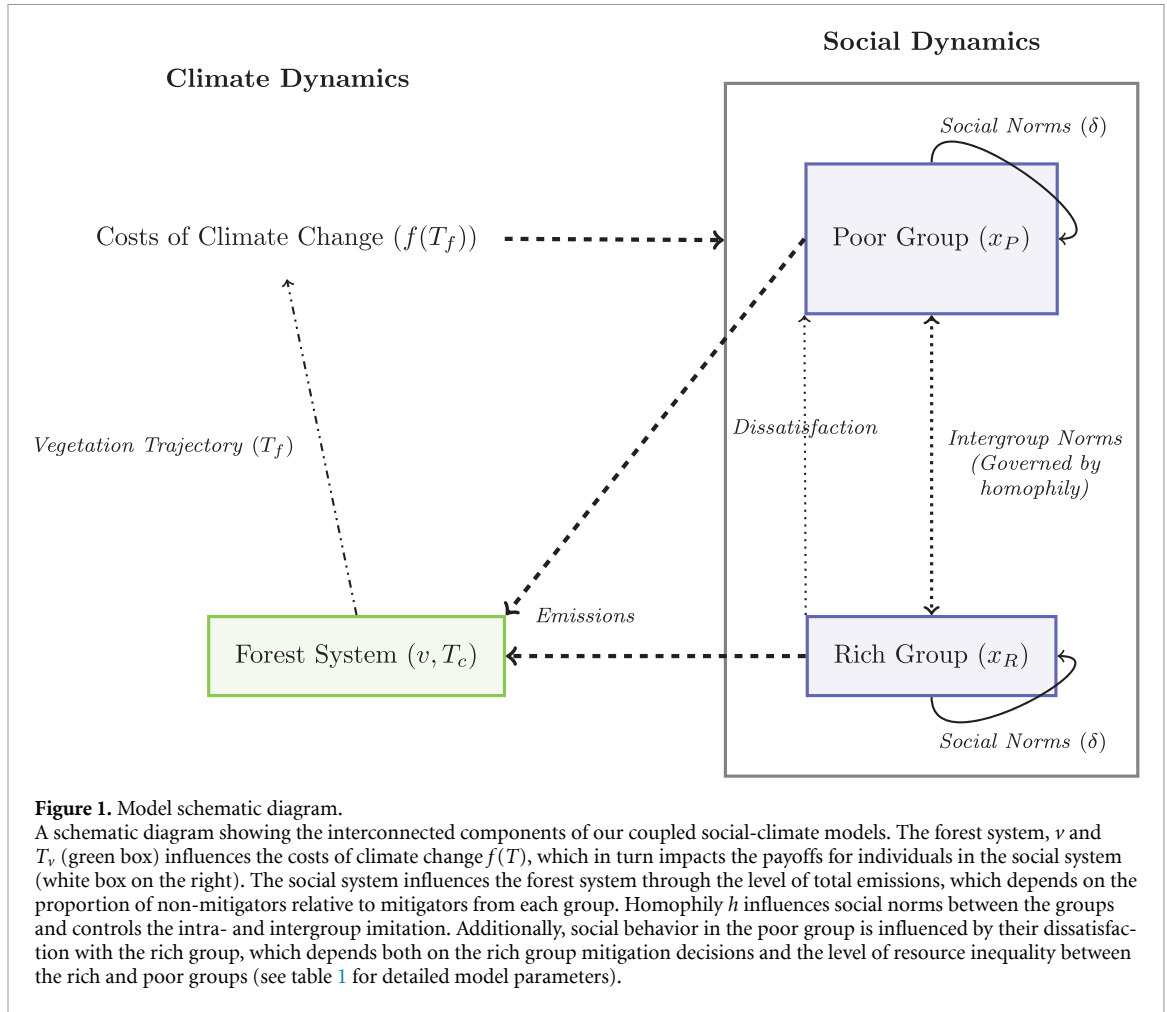 Social Dynamics
Climate Dynamics
Social Norms (δ)
Costs of Climate Change (f(T_f))
Poor Group (x_P)
Dissatisfaction
Intergroup Norms
(Governed by
homophily)
Vegetation Trajectory (T_f)
Emissions
Forest System (v, T_c)
Rich Group (x_R)
Social Norms (δ)
Figure 1. Model schematic diagram.
A schematic diagram showing the interconnected components of our coupled social-climate models. The forest system, v and
T_v (green box) influences the costs of climate change f(T), which in turn impacts the payoffs for individuals in the social system
(white box on the right). The social system influences the forest system through the level of total emissions, which depends on the
proportion of non-mitigators relative to mitigators from each group. Homophily h influences social norms between the groups
and controls the intra- and intergroup imitation. Additionally, social behavior in the poor group is influenced by their dissatisfac-
tion with the rich group, which depends both on the rich group mitigation decisions and the level of resource inequality between
the rich and poor groups (see table 1 for detailed model parameters).